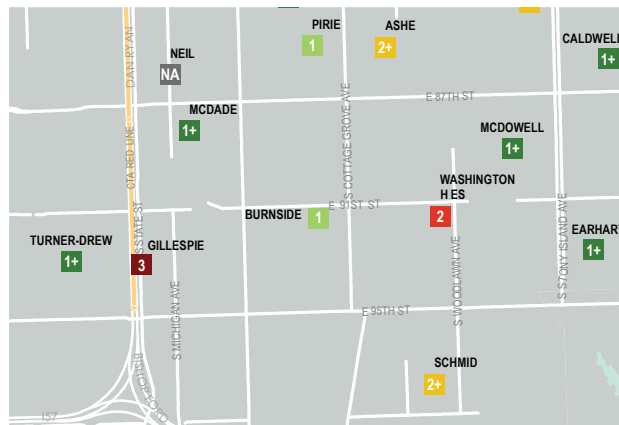 PIRIE
1
ASHE
2+
CALDWELL
1+
NEIL
NA
DAN RYAN
MCDADE
1+
S COTTAGE GROVE AVE
E 87TH ST
MCDOWELL
1+
CTA RED LINE
WASHINGTON
H ES
2
BURNSIDE
1
E 91ST ST
S STATE ST
TURNER-DREW
1+
GILLESPIE
3
S STONY ISLAND AVE
EARHART
1+
S MICHIGAN AVE
S WOODLAWN AVE
E 95TH ST
BISHOP FORD
SCHMID
2+
I57